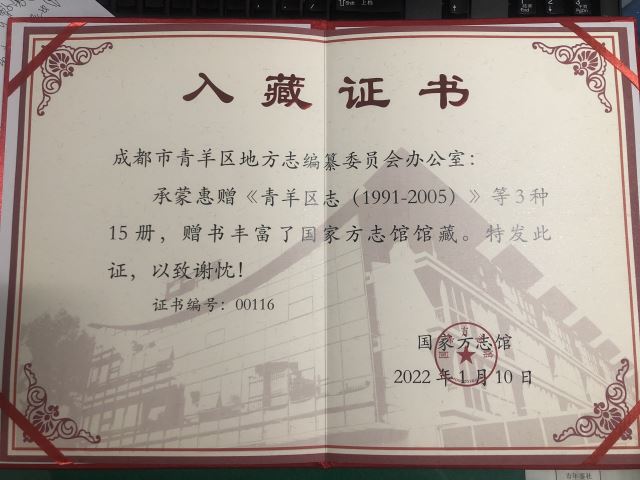 入藏证书
成都市青羊区地方志编纂委员会办公室：
承蒙惠赠《青羊区志（1991-2005）》等3种
15册，赠书丰富了国家方志馆馆藏。特发此
证，以致谢忱！
证书编号：00116
国家方志馆
2022年1月10日